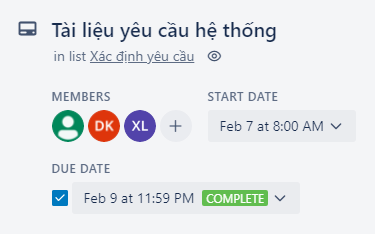 Tài liệu yêu cầu hệ thống
in list Xác định yêu cầu
MEMBERS
START DATE
DK XL +
Feb 7 at 8:00 AM
DUE DATE
Feb 9 at 11:59 PM COMPLETE